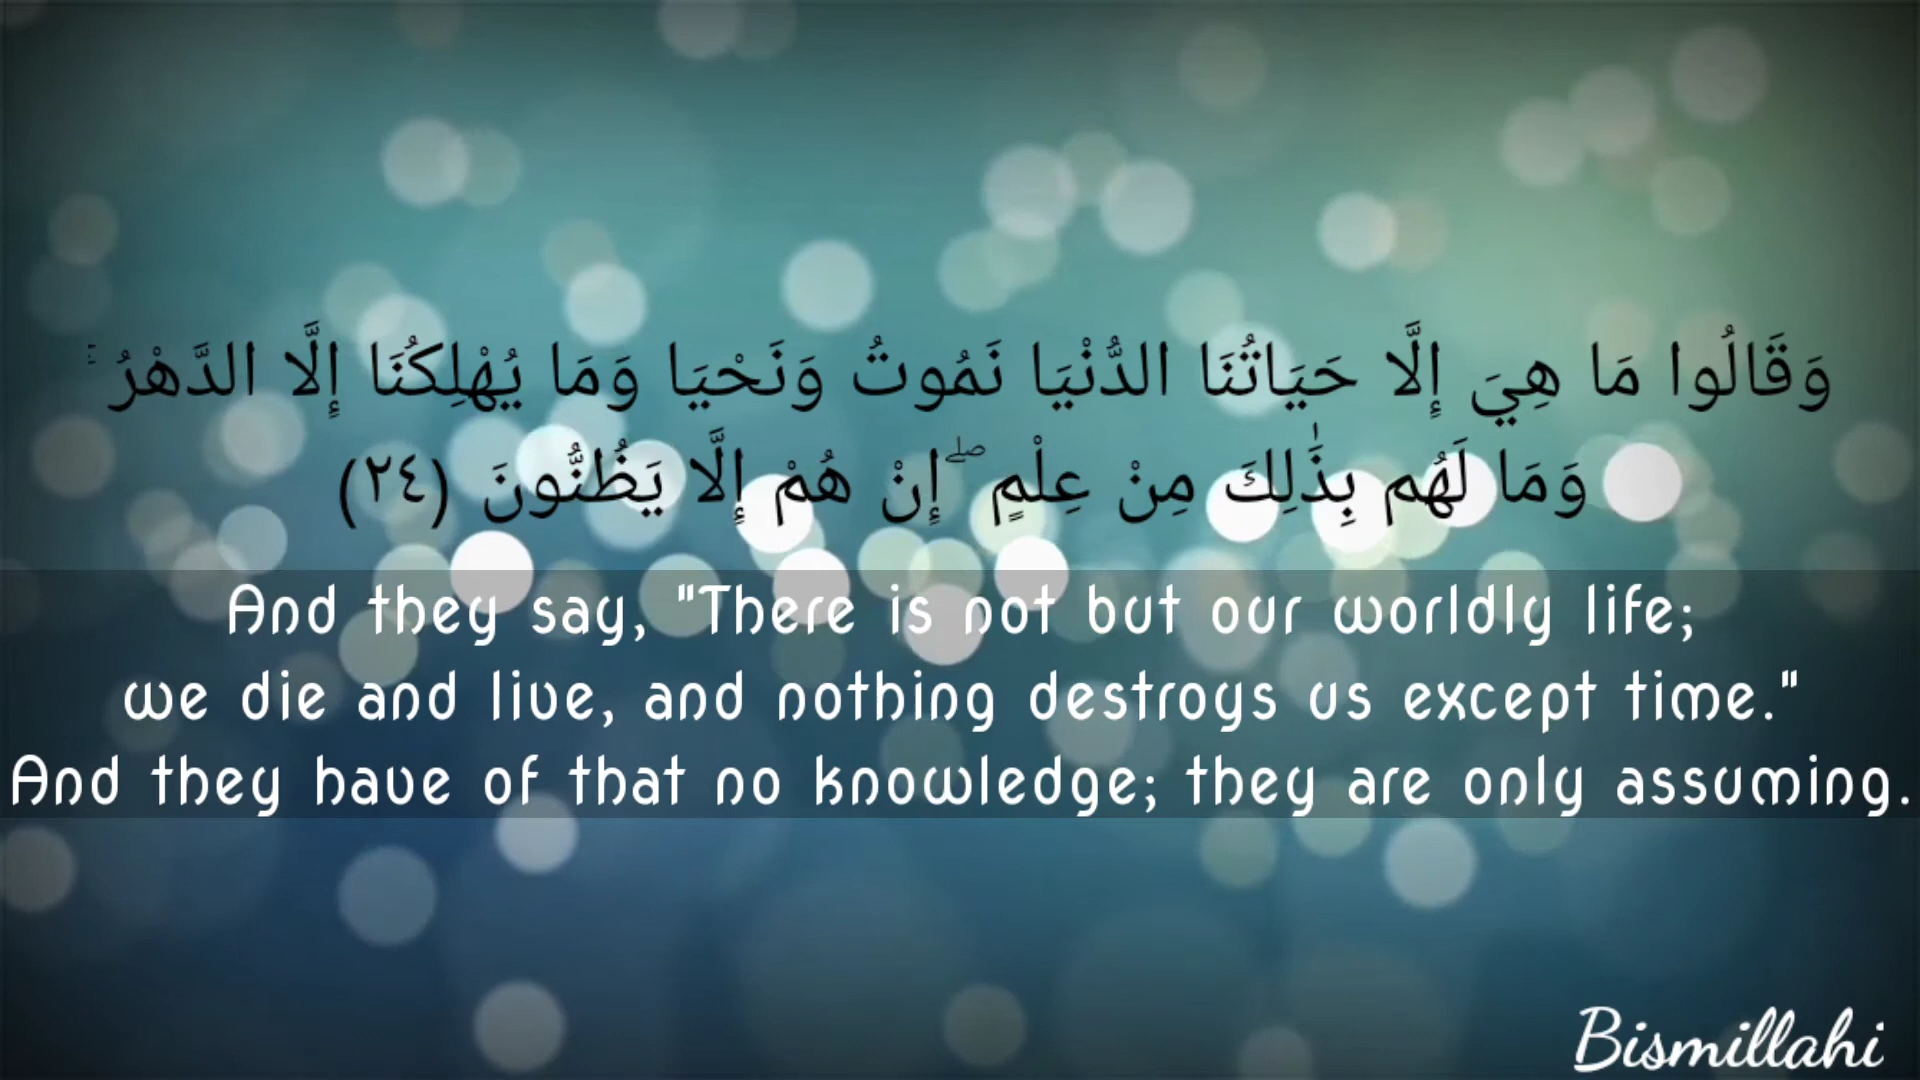 وَقَالُوا مَا هِيَ إِلَّا حَيَاتُنَا الدُّنْيَا نَمُوتُ وَنَحْيَا وَمَا يُهْلِكُنَا إِلَّا الدَّهْرُ ۚ
وَمَا لَهُم بِذَٰلِكَ مِنْ عِلْمٍ ۖ إِنْ هُمْ إِلَّا يَظُنُّونَ (٢٤)
And they say, "There is not but our worldly life;
we die and live, and nothing destroys us except time."
And they have of that no knowledge; they are only assuming.
Bismillahi